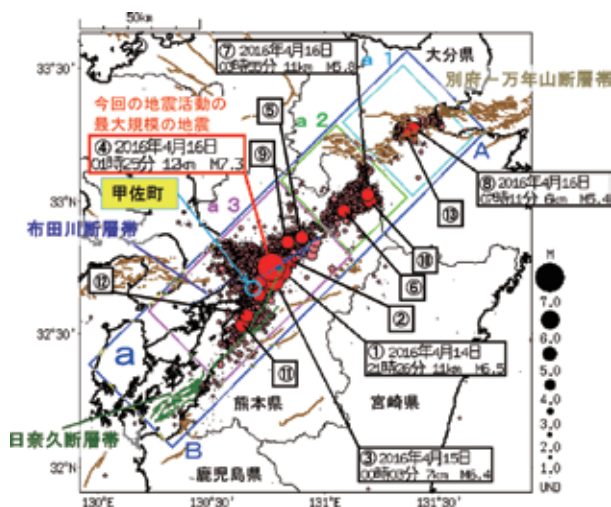 50km
⑦ 2016年4月16日
03時55分 11km M5.8
大分県
33°30'
a 1
別府－万年山断層帯
今回の地震活動の
最大規模の地震
⑤
a 2
④ 2016年4月16日
01時25分 12km M7.3
⑨
A
⑧ 2016年4月16日
07時11分 6km M5.4
33°N
甲佐町
a 3
⑬
布田川断層帯
⑩
⑥
⑫
②
M
7.0
6.0
5.0
4.0
3.0
2.0
1.0
UND
32°30'
① 2016年4月14日
21時26分 11km M6.5
a
⑪
熊本県
宮崎県
日奈久断層帯
B
③ 2016年4月15日
00時03分 7km M6.4
32°N
鹿児島県
130°E
130°30'
131°E
131°30'